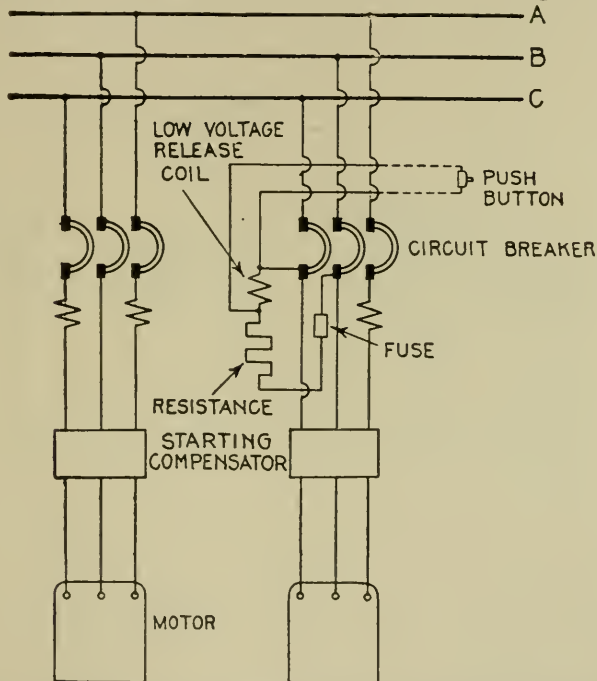 A
B
C
LOW VOLTAGE
RELEASE
COIL
PUSH
BUTTON
CIRCUIT BREAKER
FUSE
RESISTANCE
STARTING
COMPENSATOR
MOTOR